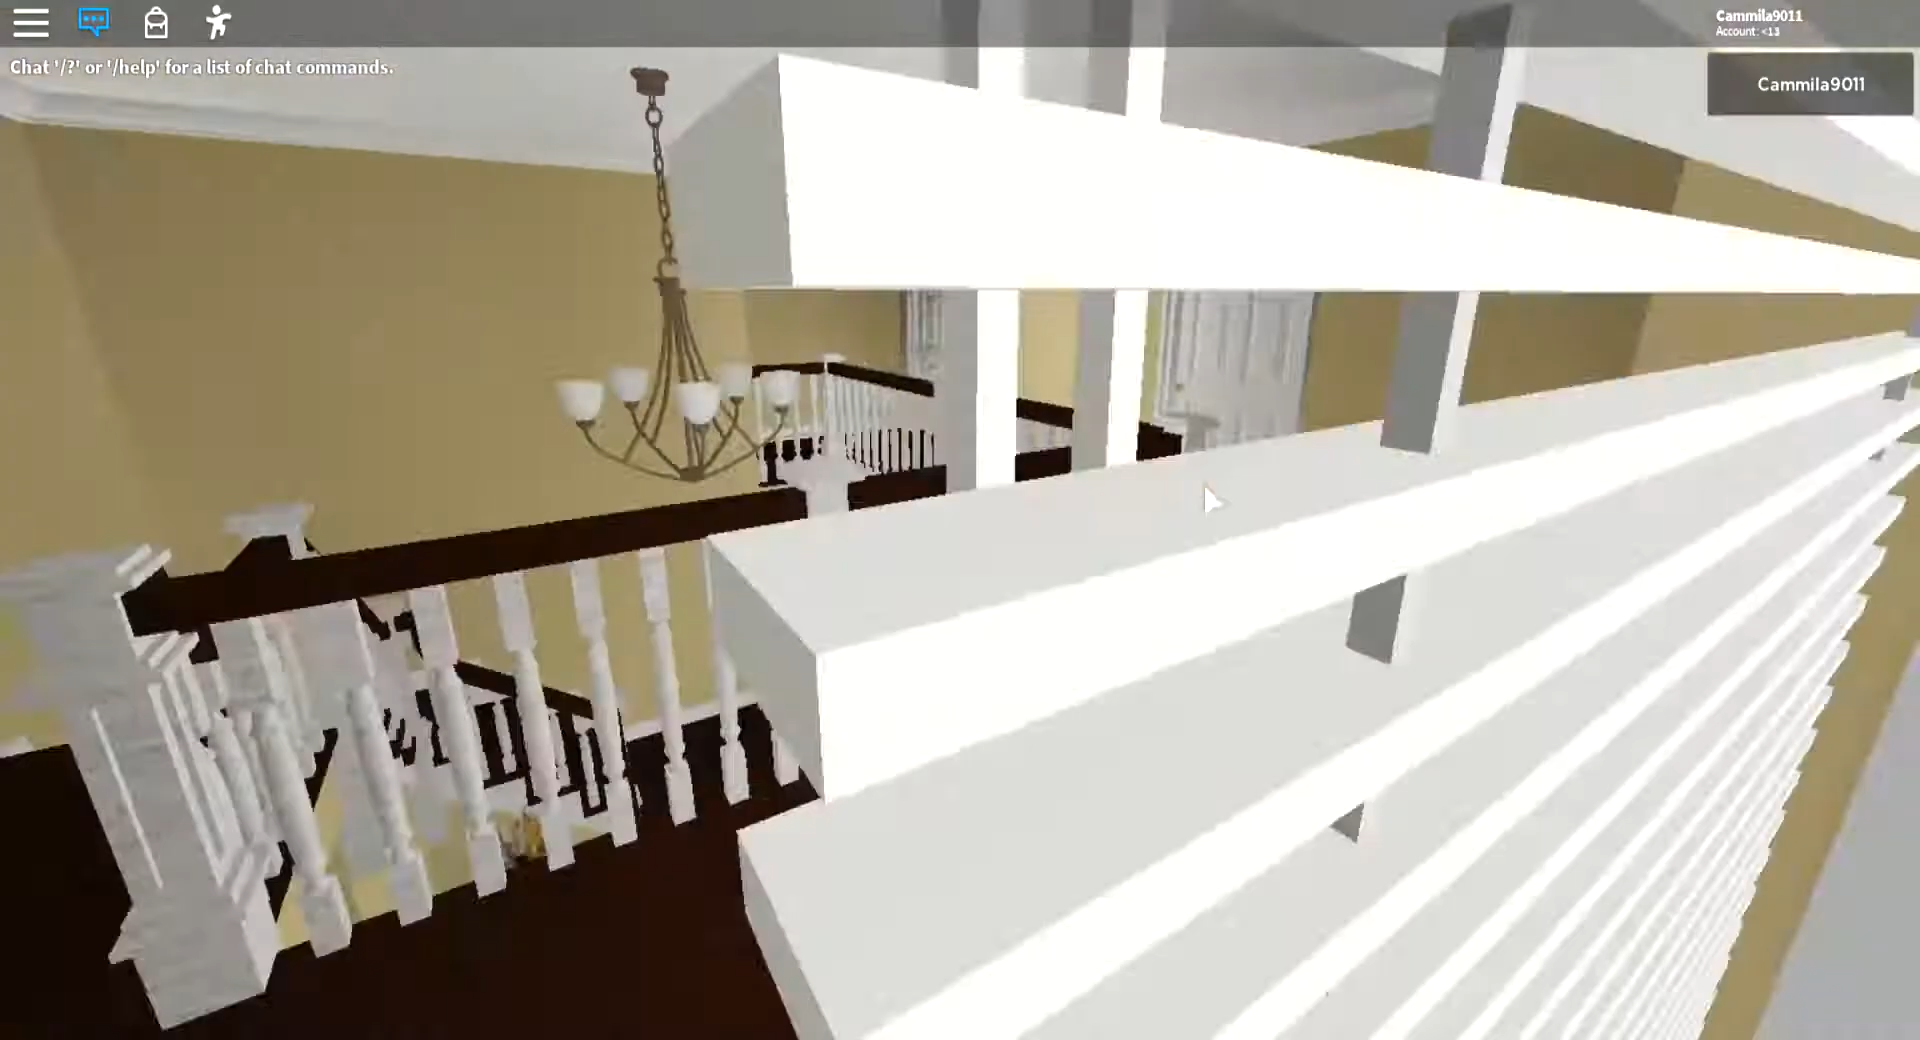 Cammila9011
Account: <13
Chat '/?' or '/help' for a list of chat commands.
Cammila9011